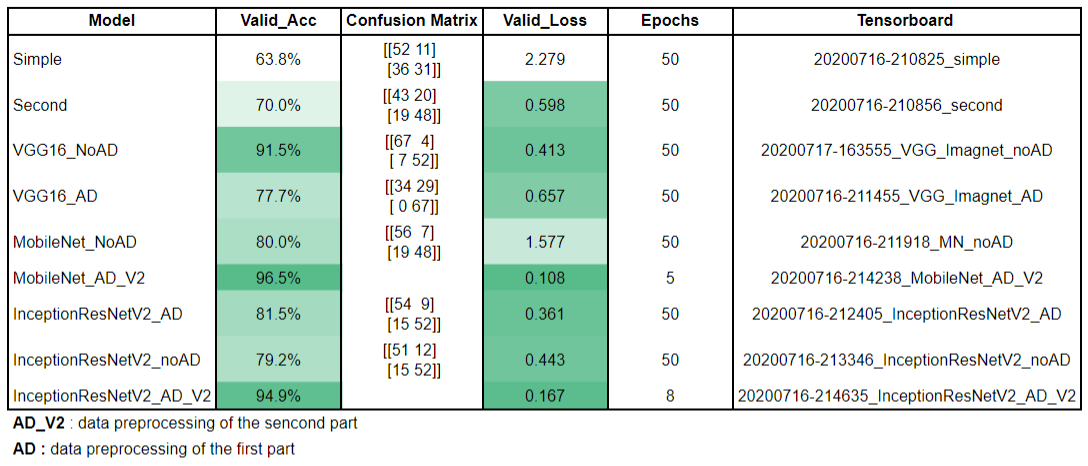 Model Valid_Acc Confusion Matrix Valid_Loss Epochs Tensorboard
Simple 63.8% [[52 11] [36 31]] 2.279 50 20200716-210825_simple
Second 70.0% [[43 20] [19 48]] 0.598 50 20200716-210856_second
VGG16_NoAD 91.5% [[67 4] [ 7 52]] 0.413 50 20200717-163555_VGG_Imagnet_noAD
VGG16_AD 77.7% [[34 29] [ 0 67]] 0.657 50 20200716-211455_VGG_Imagnet_AD
MobileNet_NoAD 80.0% [[56 7] [19 48]] 1.577 50 20200716-211918_MN_noAD
MobileNet_AD_V2 96.5% 0.108 5 20200716-214238_MobileNet_AD_V2
InceptionResNetV2_AD 81.5% [[54 9] [15 52]] 0.361 50 20200716-212405_InceptionResNetV2_AD
InceptionResNetV2_noAD 79.2% [[51 12] [15 52]] 0.443 50 20200716-213346_InceptionResNetV2_noAD
InceptionResNetV2_AD_V2 94.9% 0.167 8 20200716-214635_InceptionResNetV2_AD_V2
AD_V2 : data preprocessing of the sencond part
AD : data preprocessing of the first part